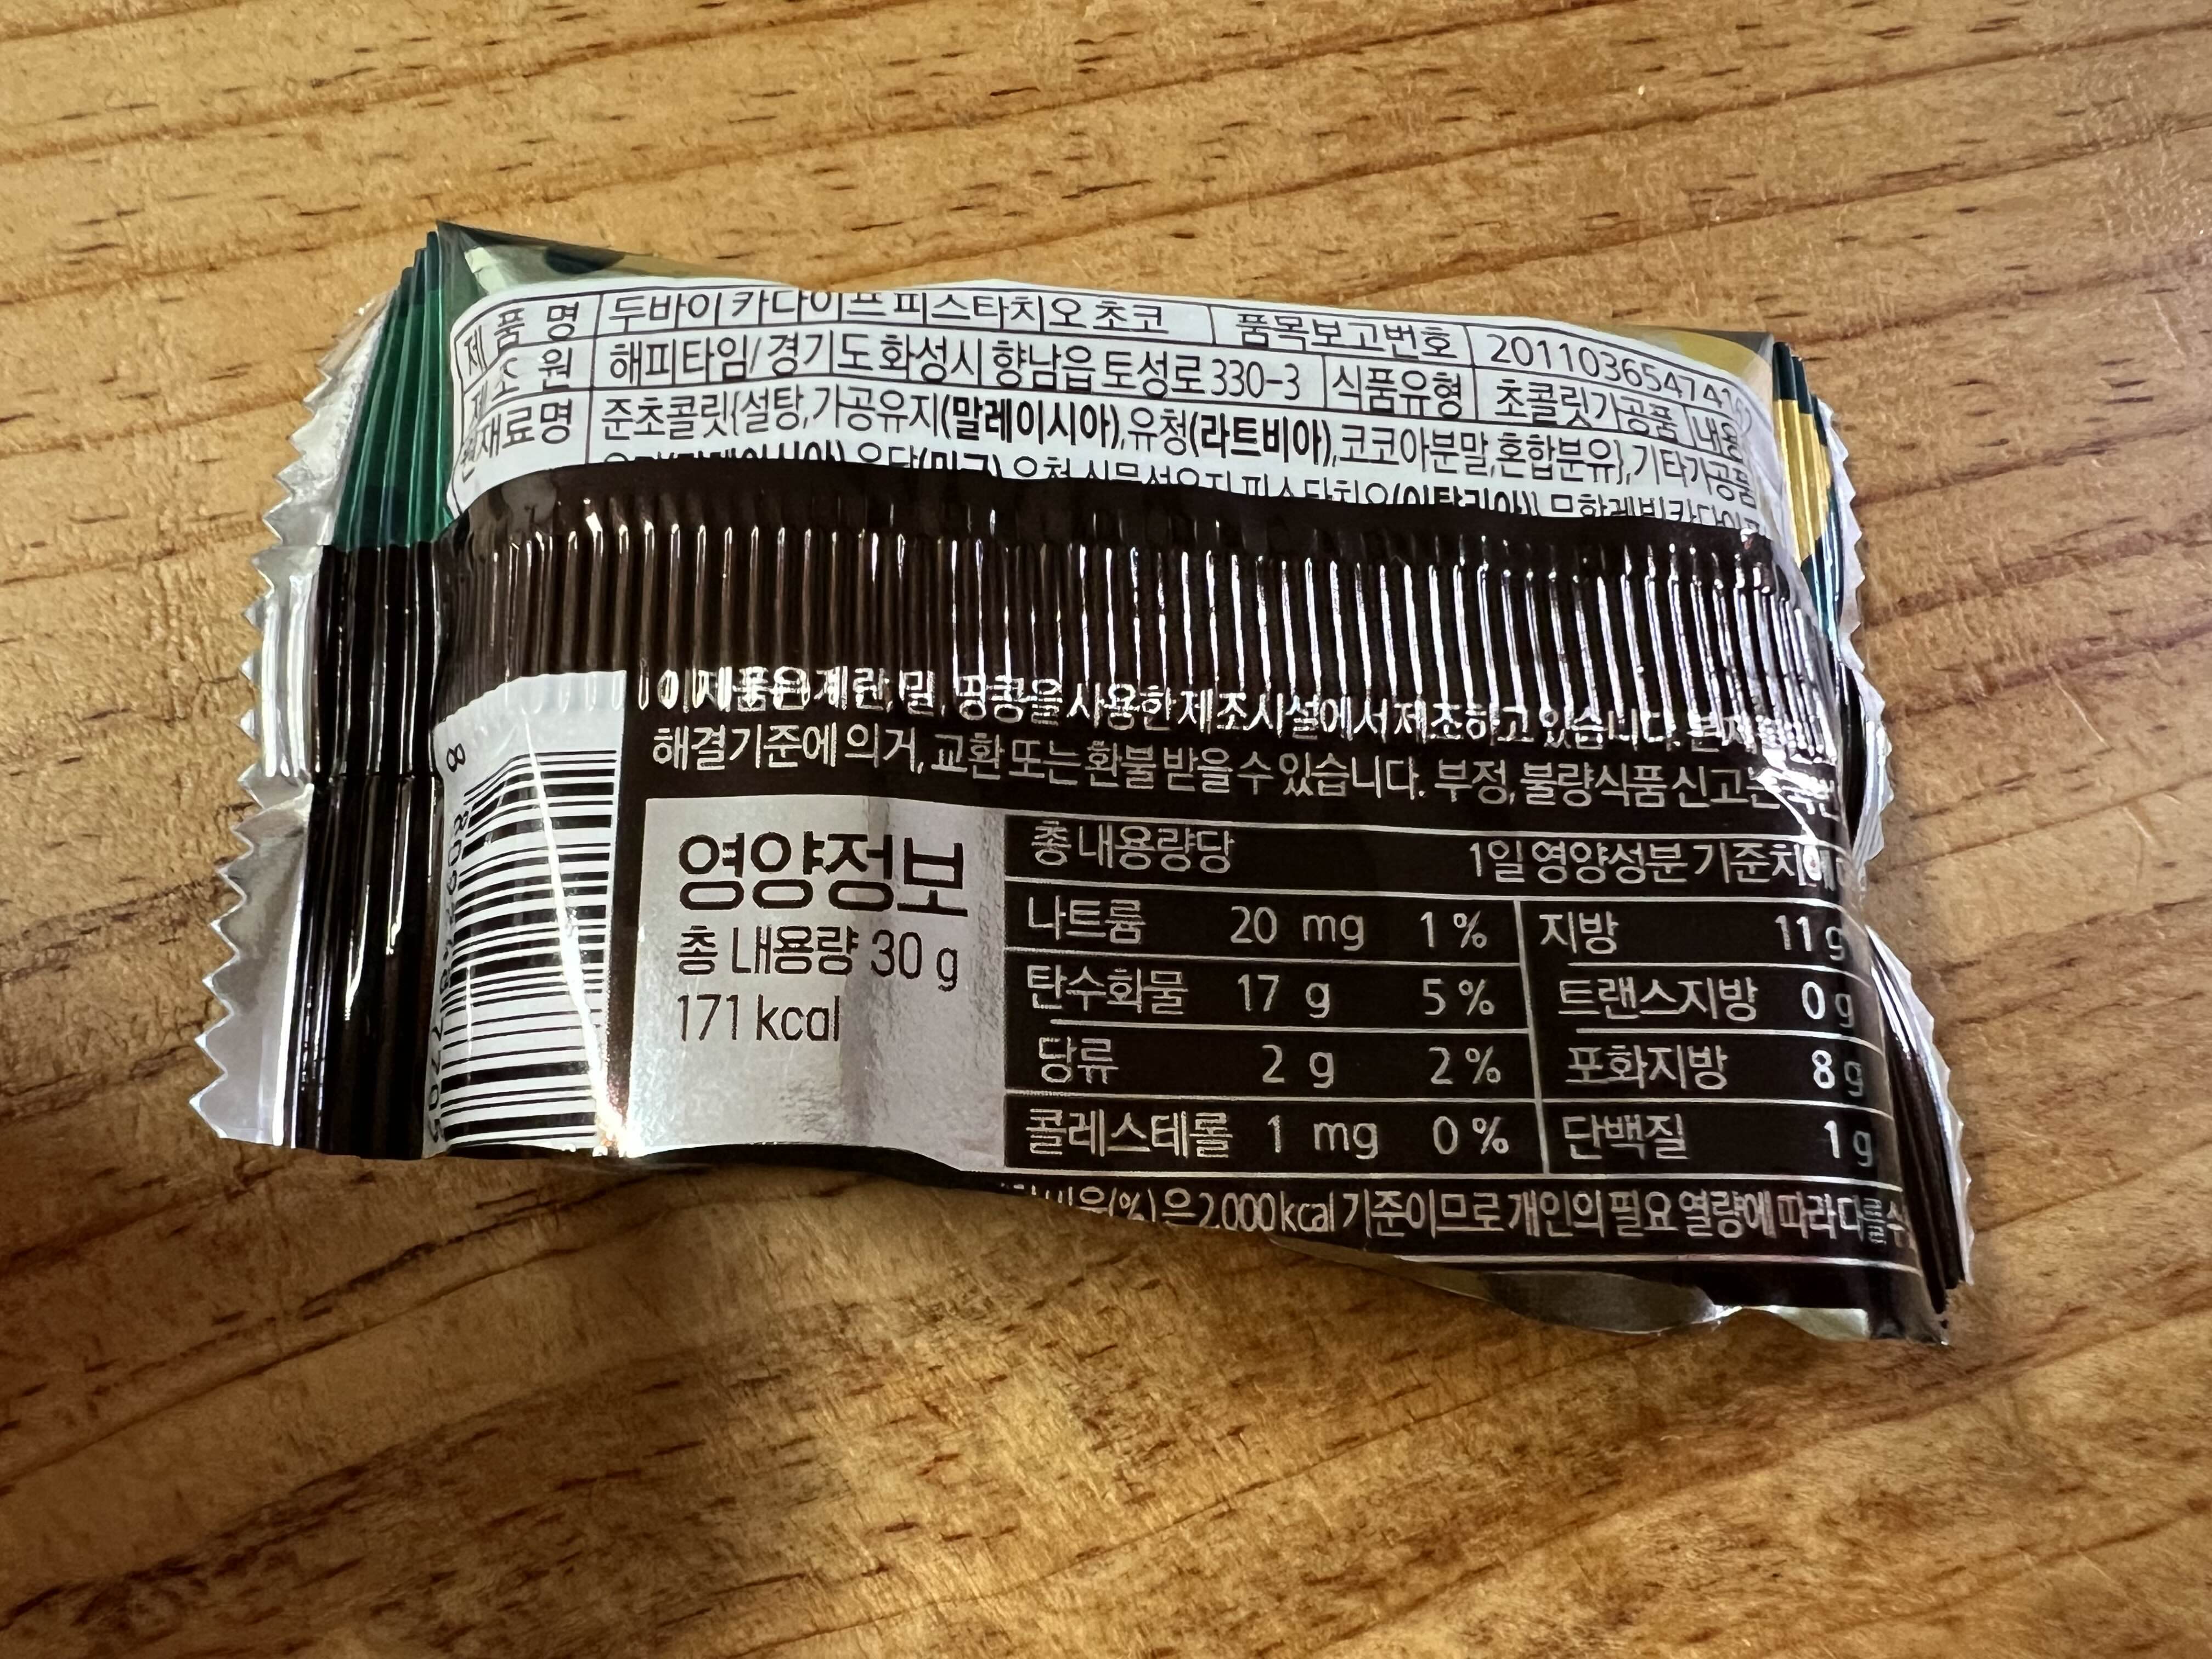 제품명 두바이 카다이프 피스타치오 초코 품목보고번호 201103654741
제조원 해피타임/경기도 화성시 향남읍 토성로 330-3 식품유형 초콜릿가공품 내용
원재료명 준초콜릿{설탕,가공유지(말레이시아),유청(라트비아),코코아분말,혼합분유},기타가공품
이 제품은 계란, 밀, 땅콩을 사용한 제조시설에서 제조하고 있습니다.
해결기준에 의거, 교환 또는 환불 받을 수 있습니다. 부정, 불량식품 신고는
영양정보
총 내용량 30 g
171 kcal
총 내용량당 1일 영양성분 기준치에
나트륨 20 mg 1 % 지방 11 g
탄수화물 17 g 5 % 트랜스지방 0 g
당류 2 g 2 % 포화지방 8 g
콜레스테롤 1 mg 0 % 단백질 1 g
(%)은 2,000 kcal 기준이므로 개인의 필요 열량에 따라 다를 수